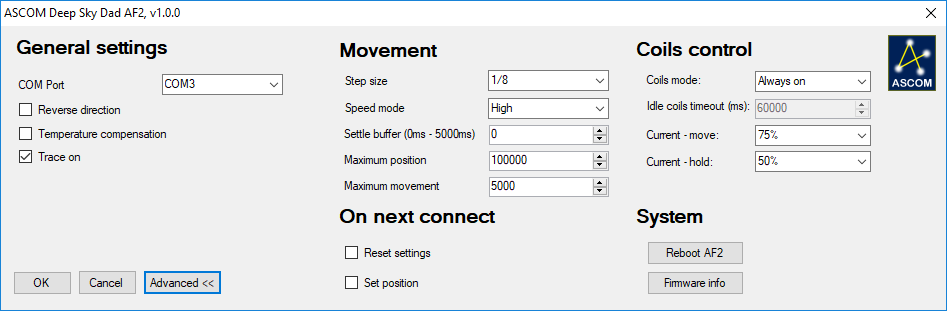 ASCOM Deep Sky Dad AF2, v1.0.0
General settings
COM Port
COM3
Reverse direction
Temperature compensation
Trace on
OK
Cancel
Advanced <<
Movement
Step size
1/8
Speed mode
High
Settle buffer (0ms - 5000ms)
0
Maximum position
100000
Maximum movement
5000
On next connect
Reset settings
Set position
Coils control
Coils mode:
Always on
Idle coils timeout (ms):
60000
Current - move:
75%
Current - hold:
50%
System
Reboot AF2
Firmware info
ASCOM